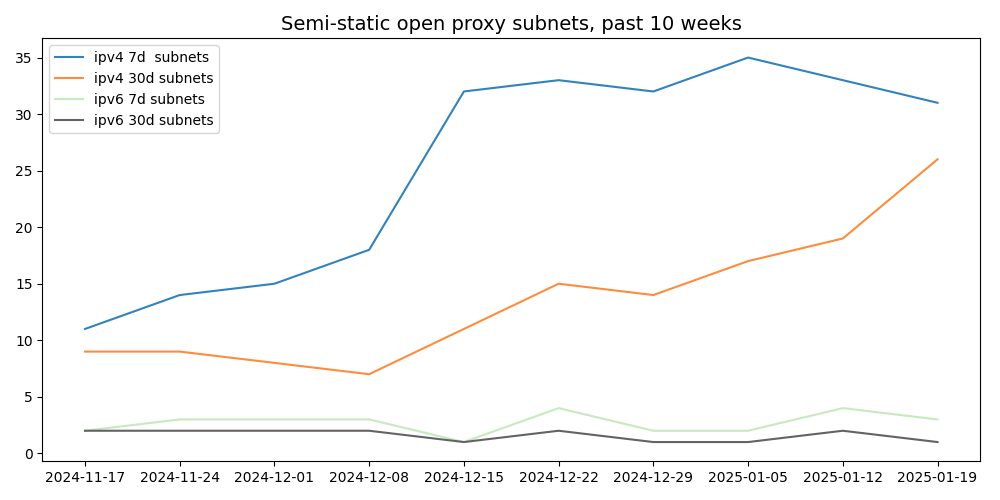 Semi-static open proxy subnets, past 10 weeks
ipv4 7d  subnets
ipv4 30d subnets
ipv6 7d subnets
ipv6 30d subnets
35
30
25
20
15
10
5
0
2024-11-17 2024-11-24 2024-12-01 2024-12-08 2024-12-15 2024-12-22 2024-12-29 2025-01-05 2025-01-12 2025-01-19